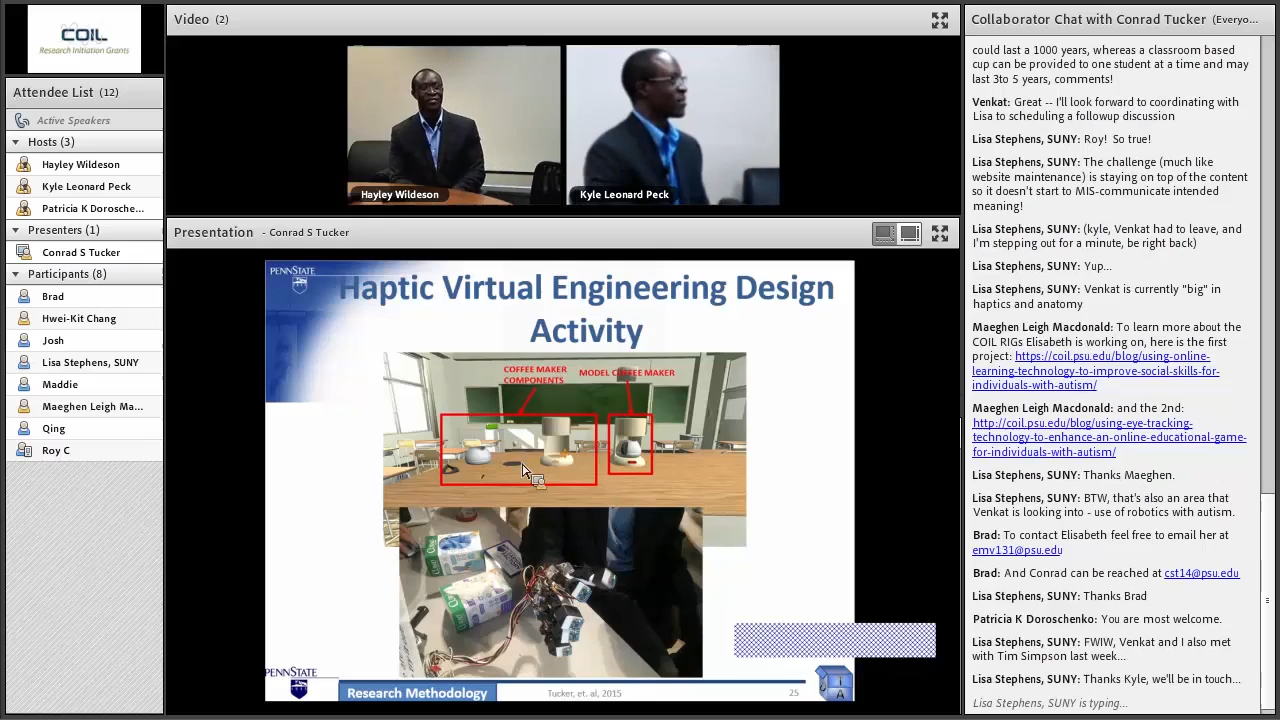 COIL
Research Initiation Grants
Attendee List (12)
Active Speakers
Hosts (3)
Hayley Wildeson
Kyle Leonard Peck
Patricia K Dorosche...
Presenters (1)
Conrad S Tucker
Participants (8)
Brad
Hwei-Kit Chang
Josh
Lisa Stephens, SUNY
Maddie
Maeghen Leigh Ma...
Qing
Roy C
Video (2)
Hayley Wildeson
Kyle Leonard Peck
Presentation - Conrad S Tucker
PENNSTATE
Haptic Virtual Engineering Design
Activity
COFFEE MAKER
COMPONENTS
MODEL COFFEE MAKER
PENNSTATE
Research Methodology
Tucker, et. al, 2015
25
Collaborator Chat with Conrad Tucker (Everyo...
could last a 1000 years, whereas a classroom based
cup can be provided to one student at a time and may
last 3to 5 years, comments!
Venkat: Great -- I'll look forward to coordinating with
Lisa to scheduling a followup discussion
Lisa Stephens, SUNY: Roy! So true!
Lisa Stephens, SUNY: The challenge (much like
website maintenance) is staying on top of the content
so it doesn't start to MIS-communicate intended
meaning!
Lisa Stephens, SUNY: (kyle, Venkat had to leave, and
I'm stepping out for a minute, be right back)
Lisa Stephens, SUNY: Yup...
Lisa Stephens, SUNY: Venkat is currently "big" in
haptics and anatomy
Maeghen Leigh Macdonald: To learn more about the
COIL RIGs Elisabeth is working on, here is the first
project: https://coil.psu.edu/blog/using-online-
learning-technology-to-improve-social-skills-for-
individuals-with-autism/
Maeghen Leigh Macdonald: and the 2nd:
http://coil.psu.edu/blog/using-eye-tracking-
technology-to-enhance-an-online-educational-game-
for-individuals-with-autism/
Lisa Stephens, SUNY: Thanks Maeghen.
Lisa Stephens, SUNY: BTW, that's also an area that
Venkat is looking into - use of robotics with autism.
Brad: To contact Elisabeth feel free to email her at
emv131@psu.edu
Brad: And Conrad can be reached at cst14@psu.edu
Lisa Stephens, SUNY: Thanks Brad
Patricia K Doroschenko: You are most welcome.
Lisa Stephens, SUNY: FWIW, Venkat and I also met
with Tim Simpson last week...
Lisa Stephens, SUNY: Thanks Kyle, we'll be in touch...
Lisa Stephens, SUNY is typing...